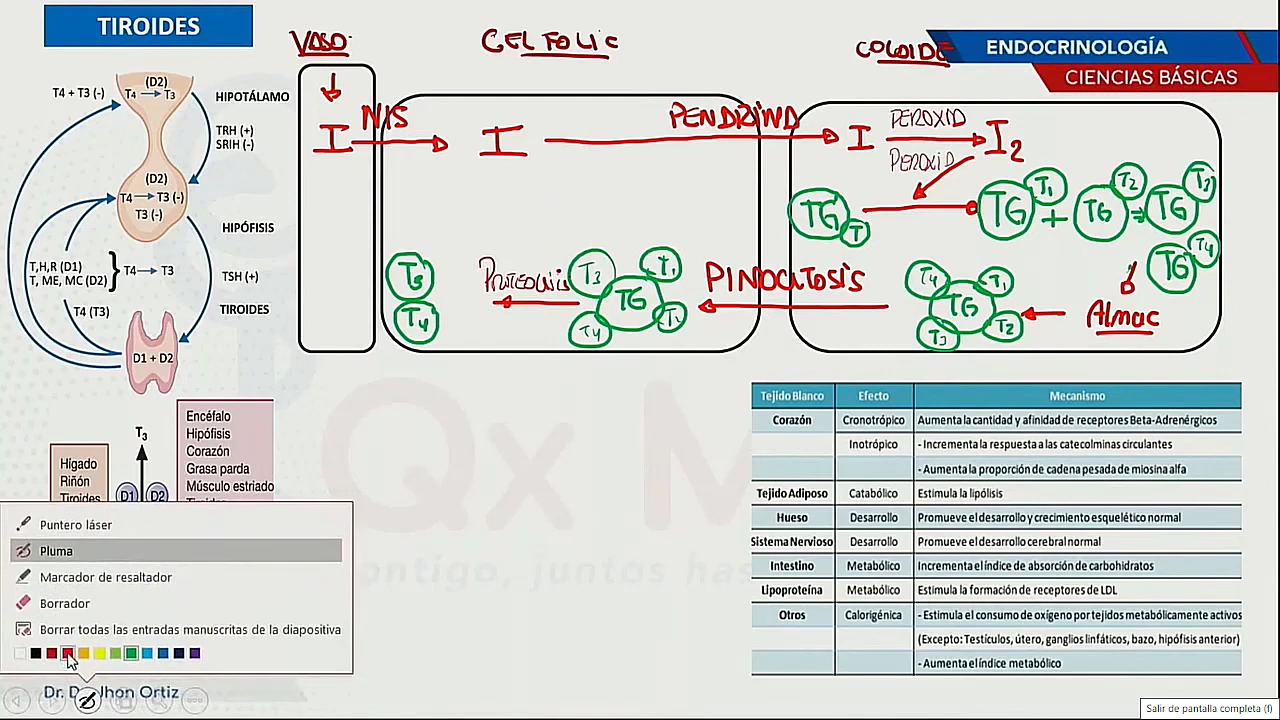 TIROIDES
ENDOCRINOLOGÍA
CIENCIAS BÁSICAS
VASO
CEL FOLIC
COLOIDE
T4 + T3 (-)
(D2)
T4 → T3
HIPOTÁLAMO
TRH (+)
SRIH (-)
(D2)
T4 → T3 (-)
T3 (-)
HIPÓFISIS
T,H,R (D1)
T, ME, MC (D2)
T4 → T3
TSH (+)
T4 (T3)
TIROIDES
D1 + D2
I
NIS
I
PENDRIND
I
PEROXID
I2
PEROXID
TG
T
TG
T1
+
TG
T2
TG
T3
TG
T4
Almac
TG
T4
T1
T3
T2
PINOCITOSIS
TG
T3
T1
T4
PROTEOLISIS
T3
T4
T3
Encéfalo
Hipófisis
Corazón
Grasa parda
Músculo estriado
Hígado
Riñón
Tiroides
D1
D2
Tejido Blanco Efecto Mecanismo
Corazón Cronotrópico Aumenta la cantidad y afinidad de receptores Beta-Adrenérgicos
Inotrópico - Incrementa la respuesta a las catecolminas circulantes
- Aumenta la proporción de cadena pesada de miosina alfa
Tejido Adiposo Catabólico Estimula la lipólisis
Hueso Desarrollo Promueve el desarrollo y crecimiento esquelético normal
Sistema Nervioso Desarrollo Promueve el desarrollo cerebral normal
Intestino Metabólico Incrementa el índice de absorción de carbohidratos
Lipoproteína Metabólico Estimula la formación de receptores de LDL
Otros Calorigénica - Estimula el consumo de oxígeno por tejidos metabólicamente activos
(Excepto: Testículos, útero, ganglios linfáticos, bazo, hipófisis anterior)
- Aumenta el índice metabólico
Qx M
ontigo, juntos has
Puntero láser
Pluma
Marcador de resaltador
Borrador
Borrar todas las entradas manuscritas de la diapositiva
Dr. D Jhon Ortiz
Salir de pantalla completa (f)